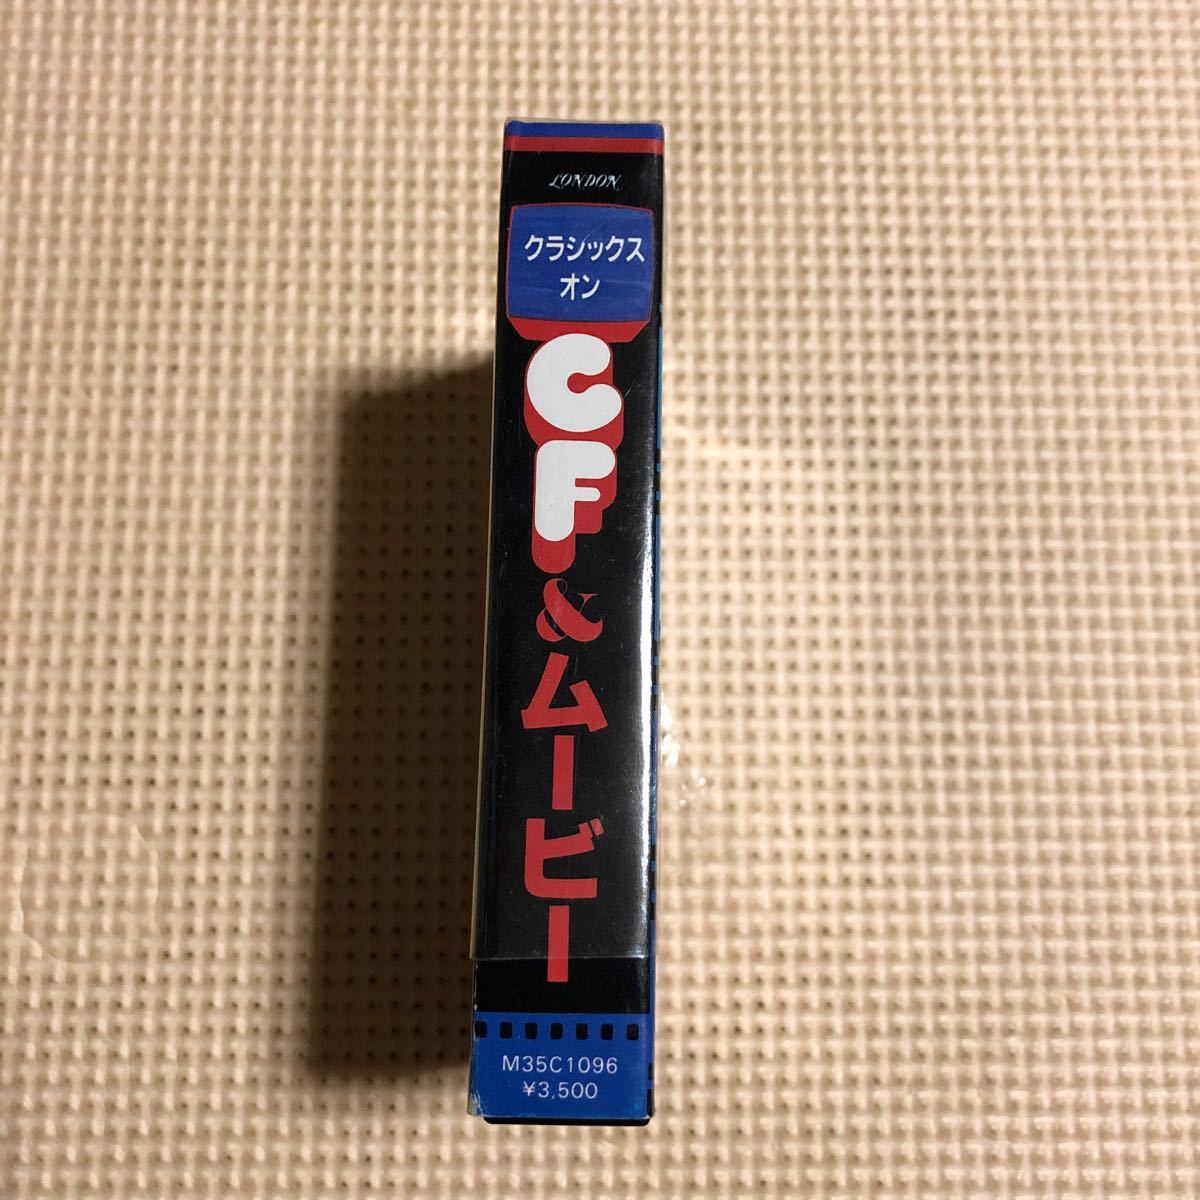 LONDON
クラシックス
オン
CF&ムービー
M35C1096
¥3,500